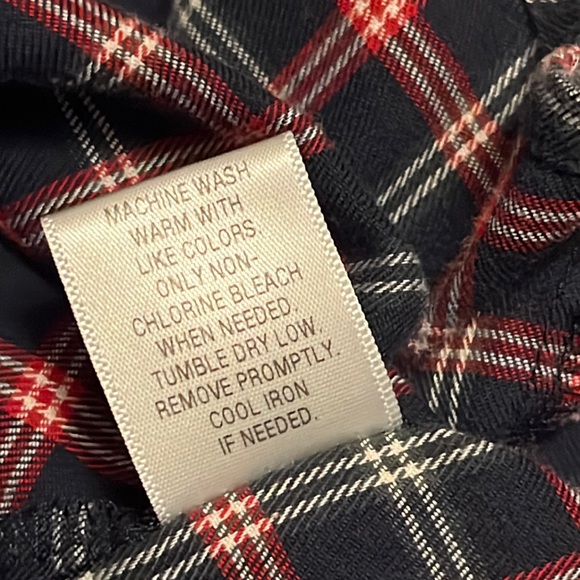 MACHINE WASH
WARM WITH
LIKE COLORS.
ONLY NON-
CHLORINE BLEACH
WHEN NEEDED.
TUMBLE DRY LOW.
REMOVE PROMPTLY.
COOL IRON
IF NEEDED.